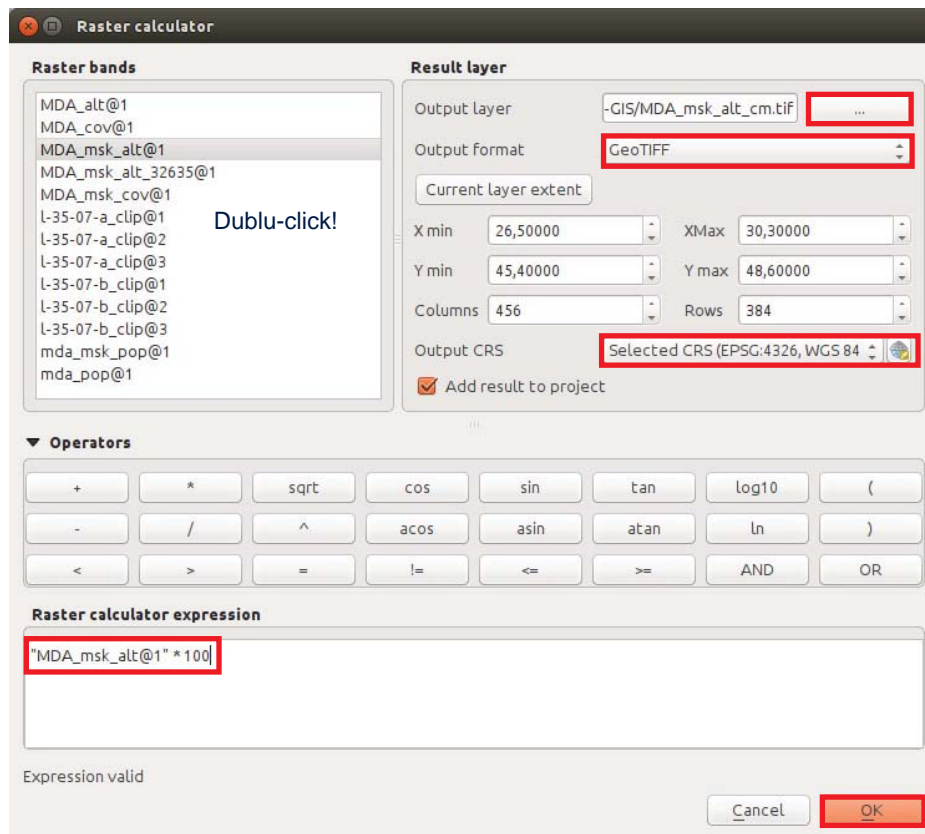 Raster calculator
Raster bands
MDA_alt@1
MDA_cov@1
MDA_msk_alt@1
MDA_msk_alt_32635@1
MDA_msk_cov@1
l-35-07-a_clip@1
l-35-07-a_clip@2
l-35-07-a_clip@3
l-35-07-b_clip@1
l-35-07-b_clip@2
l-35-07-b_clip@3
mda_msk_pop@1
mda_pop@1
Dublu-click!
Result layer
Output layer -GIS/MDA_msk_alt_cm.tif ...
Output format GeoTIFF
Current layer extent
X min 26,50000 XMax 30,30000
Y min 45,40000 Y max 48,60000
Columns 456 Rows 384
Output CRS Selected CRS (EPSG:4326, WGS 84
Add result to project
Operators
+ * sqrt cos sin tan log10 (
- / ^ acos asin atan ln )
< > = != <= >= AND OR
Raster calculator expression
"MDA_msk_alt@1" *100
Expression valid
Cancel OK